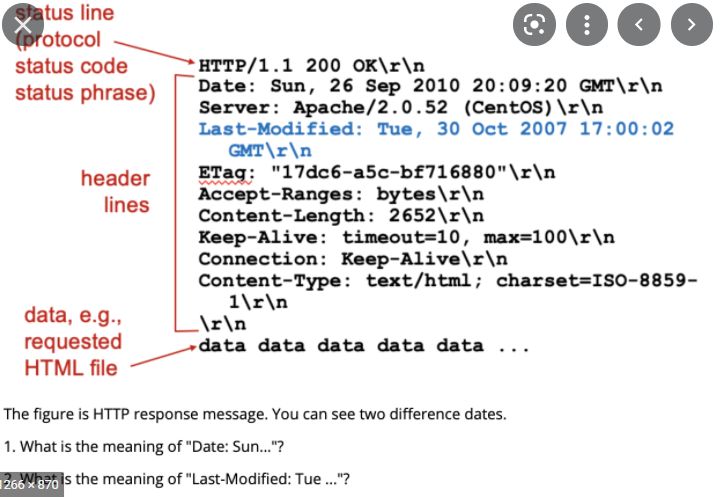 status line
(protocol
status code
status phrase)
HTTP/1.1 200 OK\r\n
Date: Sun, 26 Sep 2010 20:09:20 GMT\r\n
Server: Apache/2.0.52 (CentOS)\r\n
Last-Modified: Tue, 30 Oct 2007 17:00:02
GMT\r\n
ETag: "17dc6-a5c-bf716880"\r\n
Accept-Ranges: bytes\r\n
Content-Length: 2652\r\n
Keep-Alive: timeout=10, max=100\r\n
Connection: Keep-Alive\r\n
Content-Type: text/html; charset=ISO-8859-
1\r\n
\r\n
data data data data data ...
header
lines
data, e.g.,
requested
HTML file
The figure is HTTP response message. You can see two difference dates.
1. What is the meaning of "Date: Sun..."?
2. What is the meaning of "Last-Modified: Tue ..."?
1266 × 870